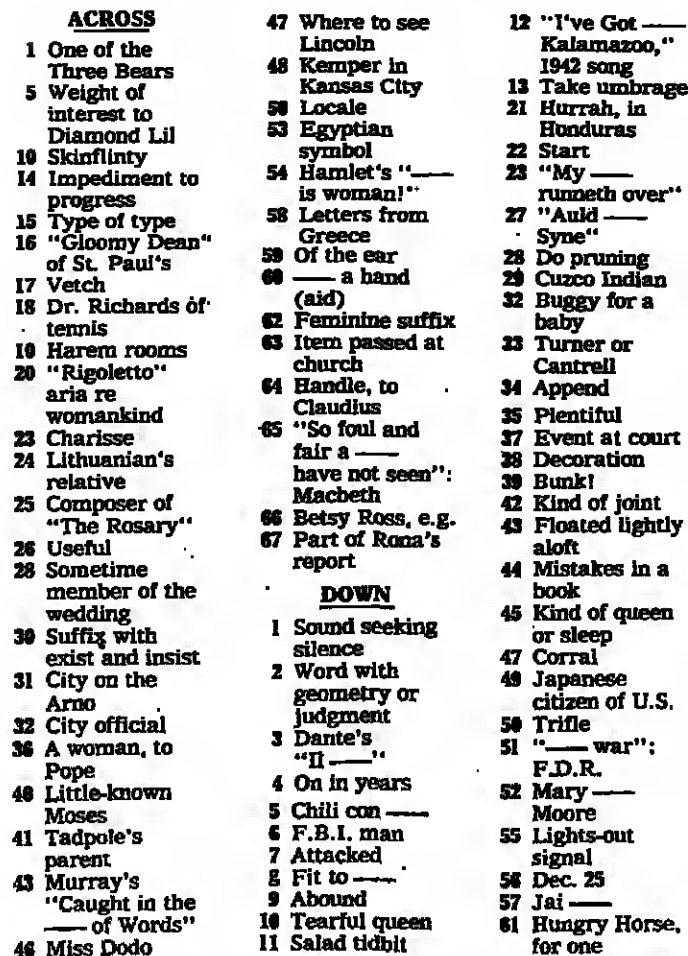 ACROSS
1 One of the
Three Bears
5 Weight of
interest to
Diamond Lil
10 Skinflinty
14 Impediment to
progress
15 Type of type
16 "Gloomy Dean"
of St. Paul's
17 Vetch
18 Dr. Richards of
tennis
19 Harem rooms
20 "Rigoletto"
aria re
womankind
23 Charisse
24 Lithuanian's
relative
25 Composer of
"The Rosary"
26 Useful
28 Sometime
member of the
wedding
30 Suffix with
exist and insist
31 City on the
Arno
32 City official
36 A woman, to
Pope
40 Little-known
Moses
41 Tadpole's
parent
43 Murray's
"Caught in the
—— of Words"
46 Miss Dodo
47 Where to see
Lincoln
48 Kemper in
Kansas City
50 Locale
53 Egyptian
symbol
54 Hamlet's "——
is woman!"
58 Letters from
Greece
59 Of the ear
60 —— a hand
(aid)
62 Feminine suffix
63 Item passed at
church
64 Handle, to
Claudius
65 "So foul and
fair a ——
have not seen":
Macbeth
66 Betsy Ross, e.g.
67 Part of Rona's
report
DOWN
1 Sound seeking
silence
2 Word with
geometry or
judgment
3 Dante's
"Il ——"
4 On in years
5 Chili con ——
6 F.B.I. man
7 Attacked
8 Fit to ——
9 Abound
10 Tearful queen
11 Salad tidbit
12 "I've Got ——
Kalamazoo,"
1942 song
13 Take umbrage
21 Hurrah, in
Honduras
22 Start
23 "My ——
runneth over"
27 "Auld ——
Syne"
28 Do pruning
29 Cuzco Indian
32 Buggy for a
baby
33 Turner or
Cantrell
34 Append
35 Plentiful
37 Event at court
38 Decoration
39 Bunk!
42 Kind of joint
43 Floated lightly
aloft
44 Mistakes in a
book
45 Kind of queen
or sleep
47 Corral
49 Japanese
citizen of U.S.
50 Trifle
51 "—— war":
F.D.R.
52 Mary ——
Moore
55 Lights-out
signal
56 Dec. 25
57 Jai ——
61 Hungry Horse,
for one